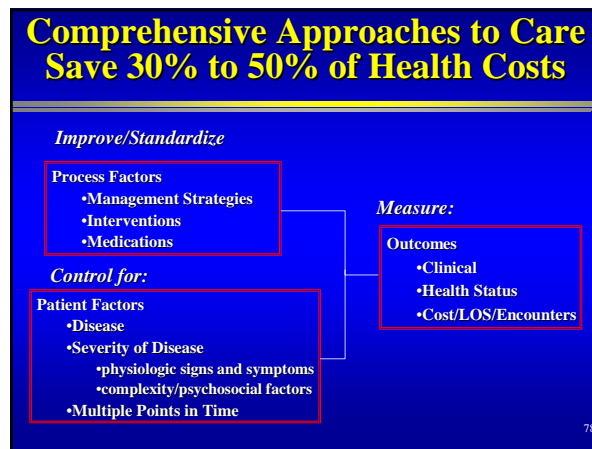 Comprehensive Approaches to Care
Save 30% to 50% of Health Costs
Improve/Standardize
Process Factors
•Management Strategies
•Interventions
•Medications
Control for:
Patient Factors
•Disease
•Severity of Disease
•physiologic signs and symptoms
•complexity/psychosocial factors
•Multiple Points in Time
Measure:
Outcomes
•Clinical
•Health Status
•Cost/LOS/Encounters
78